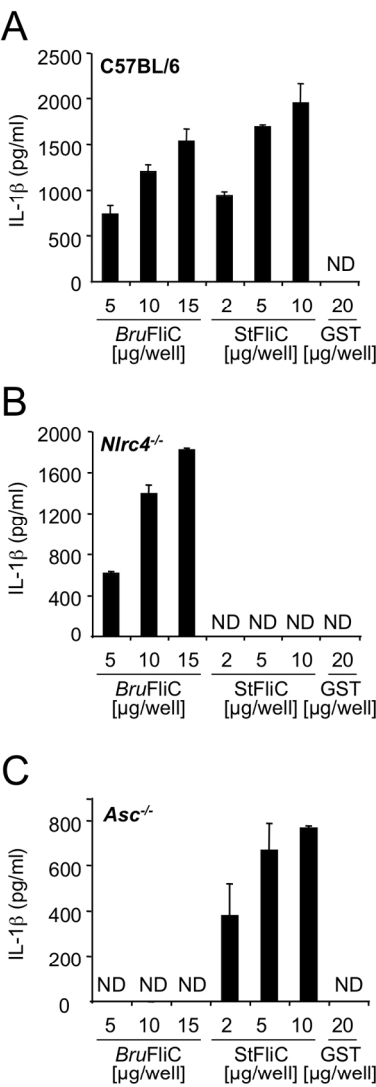 A
C57BL/6
IL-1β (pg/ml)
2500
2000
1500
1000
500
0
ND
5 10 15 2 5 10 20
BruFliC StFliC GST
[µg/well] [µg/well] [µg/well]
B
Nlrc4-/-
IL-1β (pg/ml)
2000
1600
1200
800
400
0
ND ND ND ND
5 10 15 2 5 10 20
BruFliC StFliC GST
[µg/well] [µg/well] [µg/well]
C
Asc-/-
IL-1β (pg/ml)
800
600
400
200
0
ND ND ND ND
5 10 15 2 5 10 20
BruFliC StFliC GST
[µg/well] [µg/well] [µg/well]